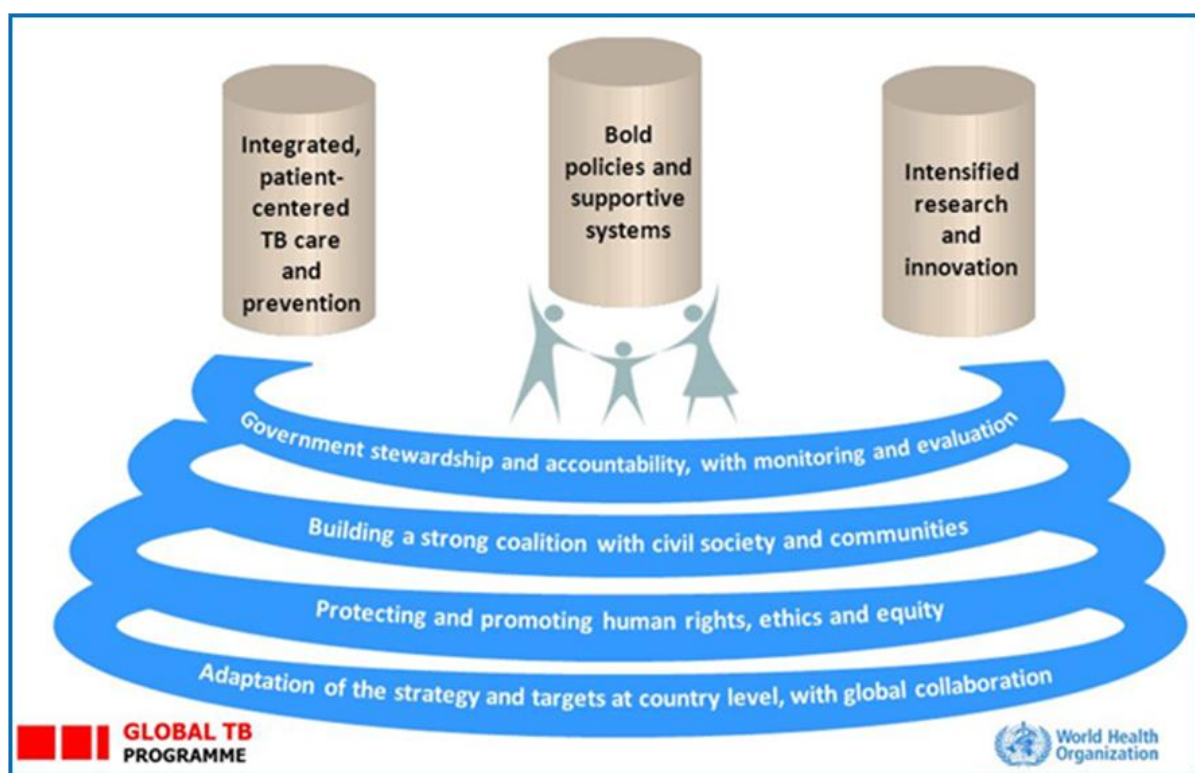 Integrated,
patient-
centered
TB care
and
prevention
Bold
policies and
supportive
systems
Intensified
research
and
innovation
Government stewardship and accountability, with monitoring and evaluation
Building a strong coalition with civil society and communities
Protecting and promoting human rights, ethics and equity
Adaptation of the strategy and targets at country level, with global collaboration
GLOBAL TB
PROGRAMME
World Health
Organization